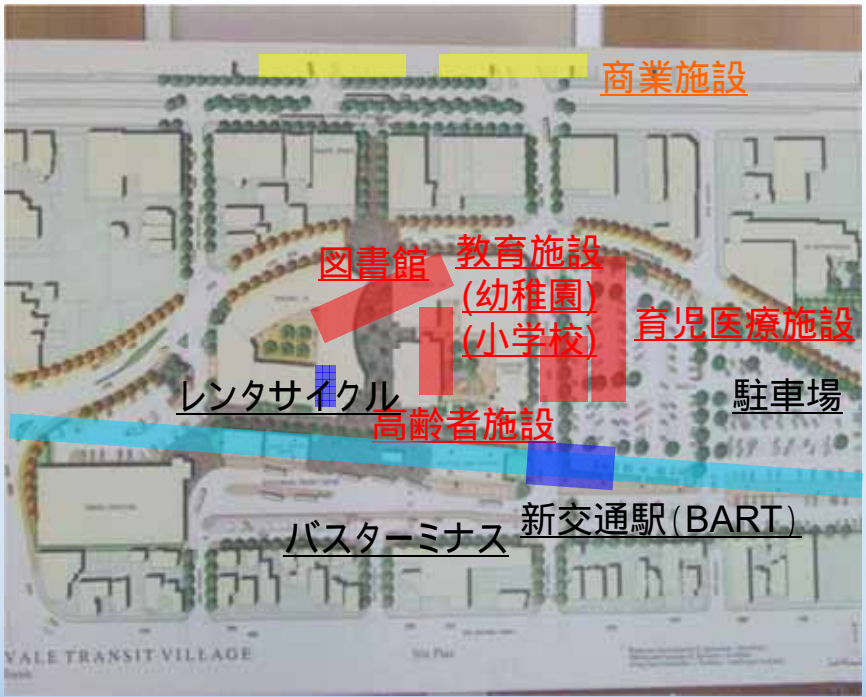 商業施設
図書館
教育施設
(幼稚園)
(小学校)
育児医療施設
レンタサイクル
駐車場
高齢者施設
新交通駅(BART)
バスターミナス
VALE TRANSIT VILLAGE
Site Plan